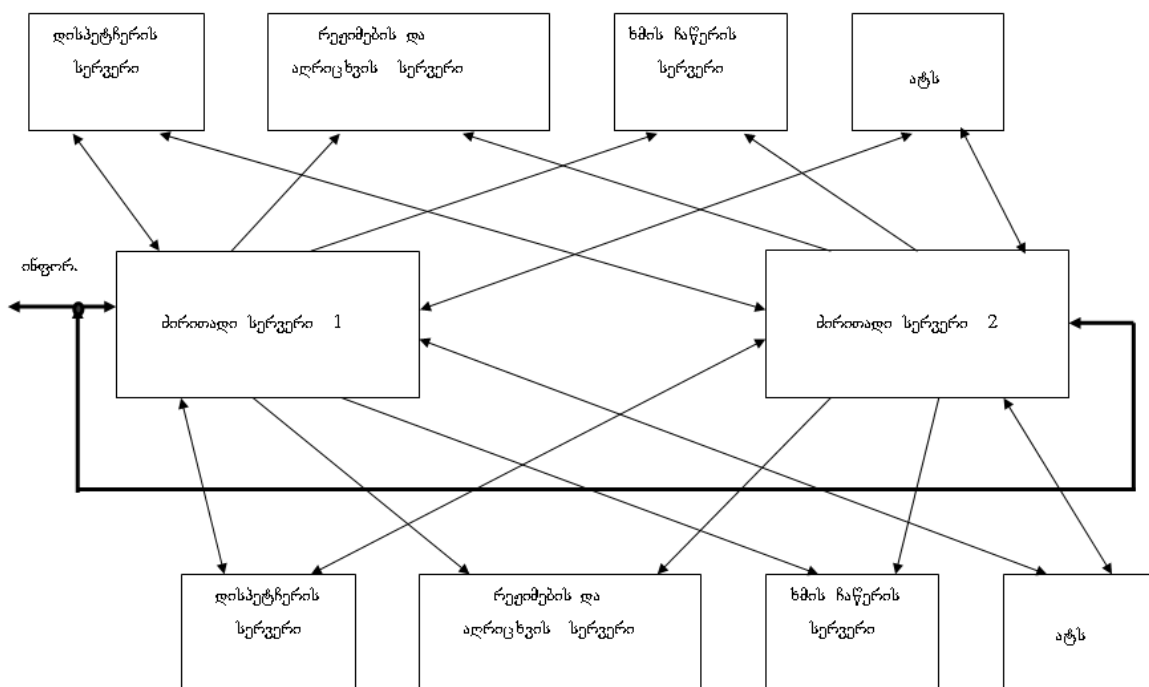 დისპეტჩერის
სერვერი
რეჟიმების და
აღრიცხვის სერვერი
ხმის ჩაწერის
სერვერი
ატს
ინფორ.
ძირითადი სერვერი 1
ძირითადი სერვერი 2
დისპეტჩერის
სერვერი
რეჟიმების და
აღრიცხვის სერვერი
ხმის ჩაწერის
სერვერი
ატს